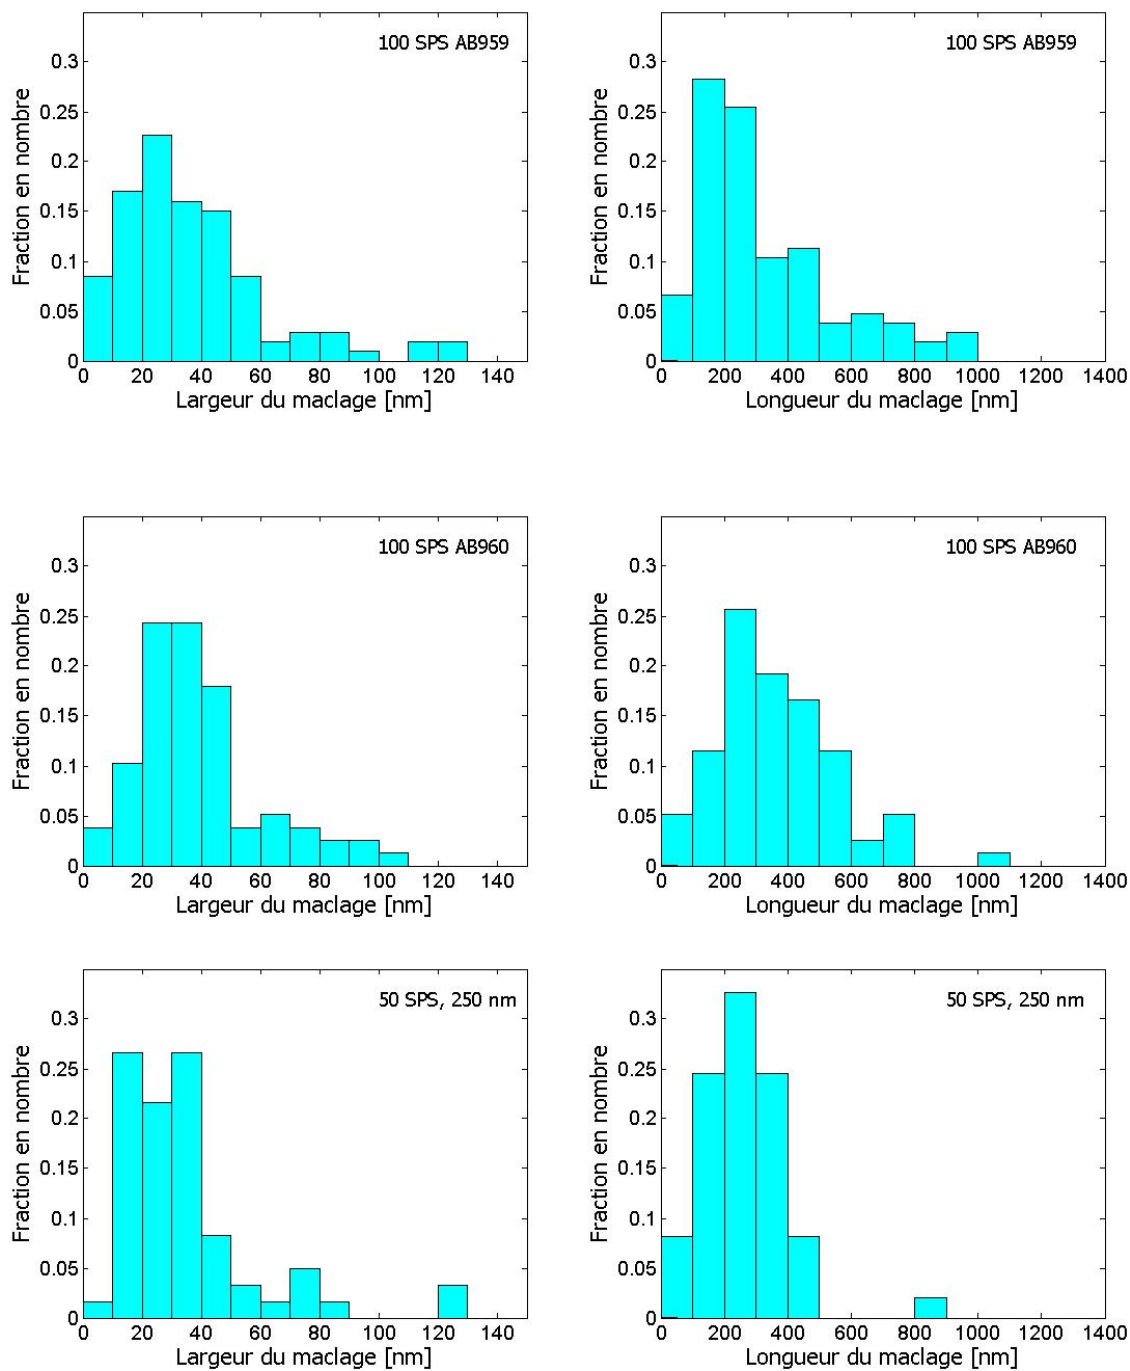 100 SPS AB959
Fraction en nombre
0.3
0.25
0.2
0.15
0.1
0.05
0
0 20 40 60 80 100 120 140
Largeur du maclage [nm]
100 SPS AB959
Fraction en nombre
0.3
0.25
0.2
0.15
0.1
0.05
0
0 200 400 600 800 1000 1200 1400
Longueur du maclage [nm]
100 SPS AB960
Fraction en nombre
0.3
0.25
0.2
0.15
0.1
0.05
0
0 20 40 60 80 100 120 140
Largeur du maclage [nm]
100 SPS AB960
Fraction en nombre
0.3
0.25
0.2
0.15
0.1
0.05
0
0 200 400 600 800 1000 1200 1400
Longueur du maclage [nm]
50 SPS, 250 nm
Fraction en nombre
0.3
0.25
0.2
0.15
0.1
0.05
0
0 20 40 60 80 100 120 140
Largeur du maclage [nm]
50 SPS, 250 nm
Fraction en nombre
0.3
0.25
0.2
0.15
0.1
0.05
0
0 200 400 600 800 1000 1200 1400
Longueur du maclage [nm]